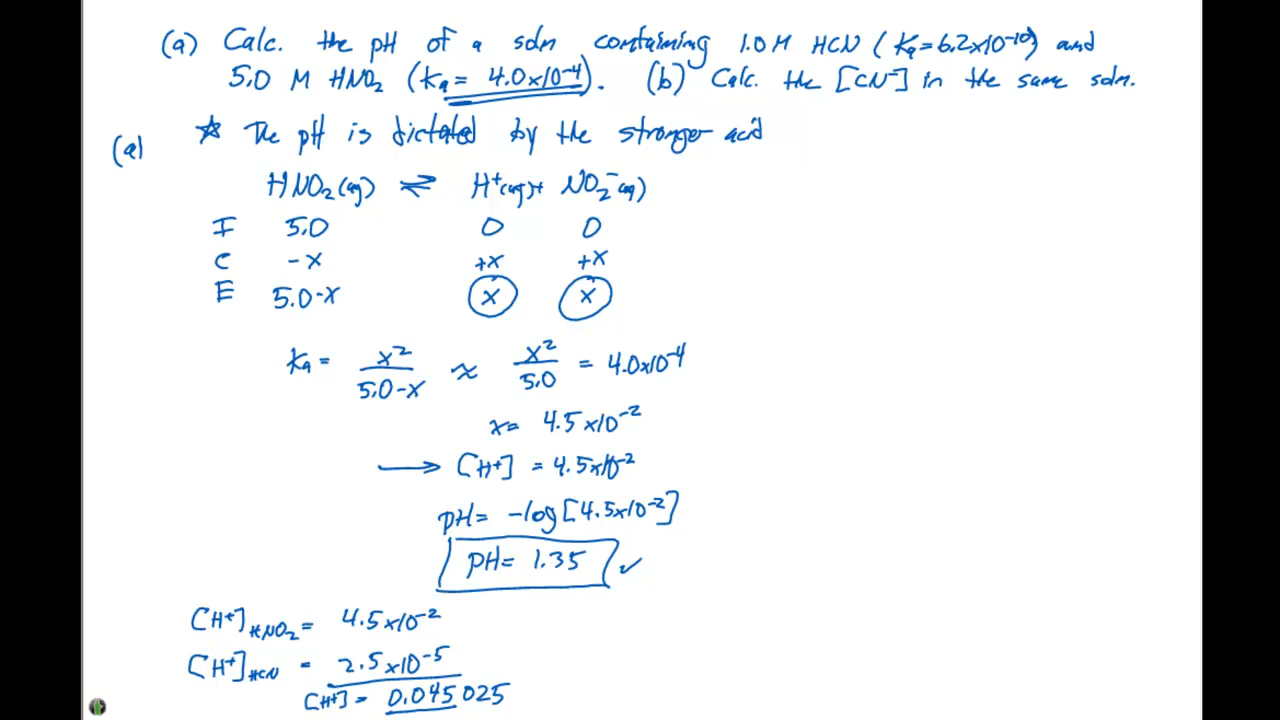 (a) Calc. the pH of a soln containing 1.0 M HCN (Ka = 6.2x10⁻¹⁰) and
5.0 M HNO₂ (Ka = 4.0x10⁻⁴). (b) Calc. the [CN⁻] in the same soln.
(a) ☆ The pH is dictated by the stronger acid
HNO₂(aq) ⇌ H⁺(aq) + NO₂⁻(aq)
I 5.0 0 0
C -x +x +x
E 5.0-x x x
Ka = x²/(5.0-x) ≈ x²/5.0 = 4.0x10⁻⁴
x = 4.5x10⁻²
→ [H⁺] = 4.5x10⁻²
pH = -log[4.5x10⁻²]
pH = 1.35 ✓
[H⁺]HNO₂ = 4.5x10⁻²
[H⁺]HCN = 2.5x10⁻⁵
[H⁺] = 0.045025